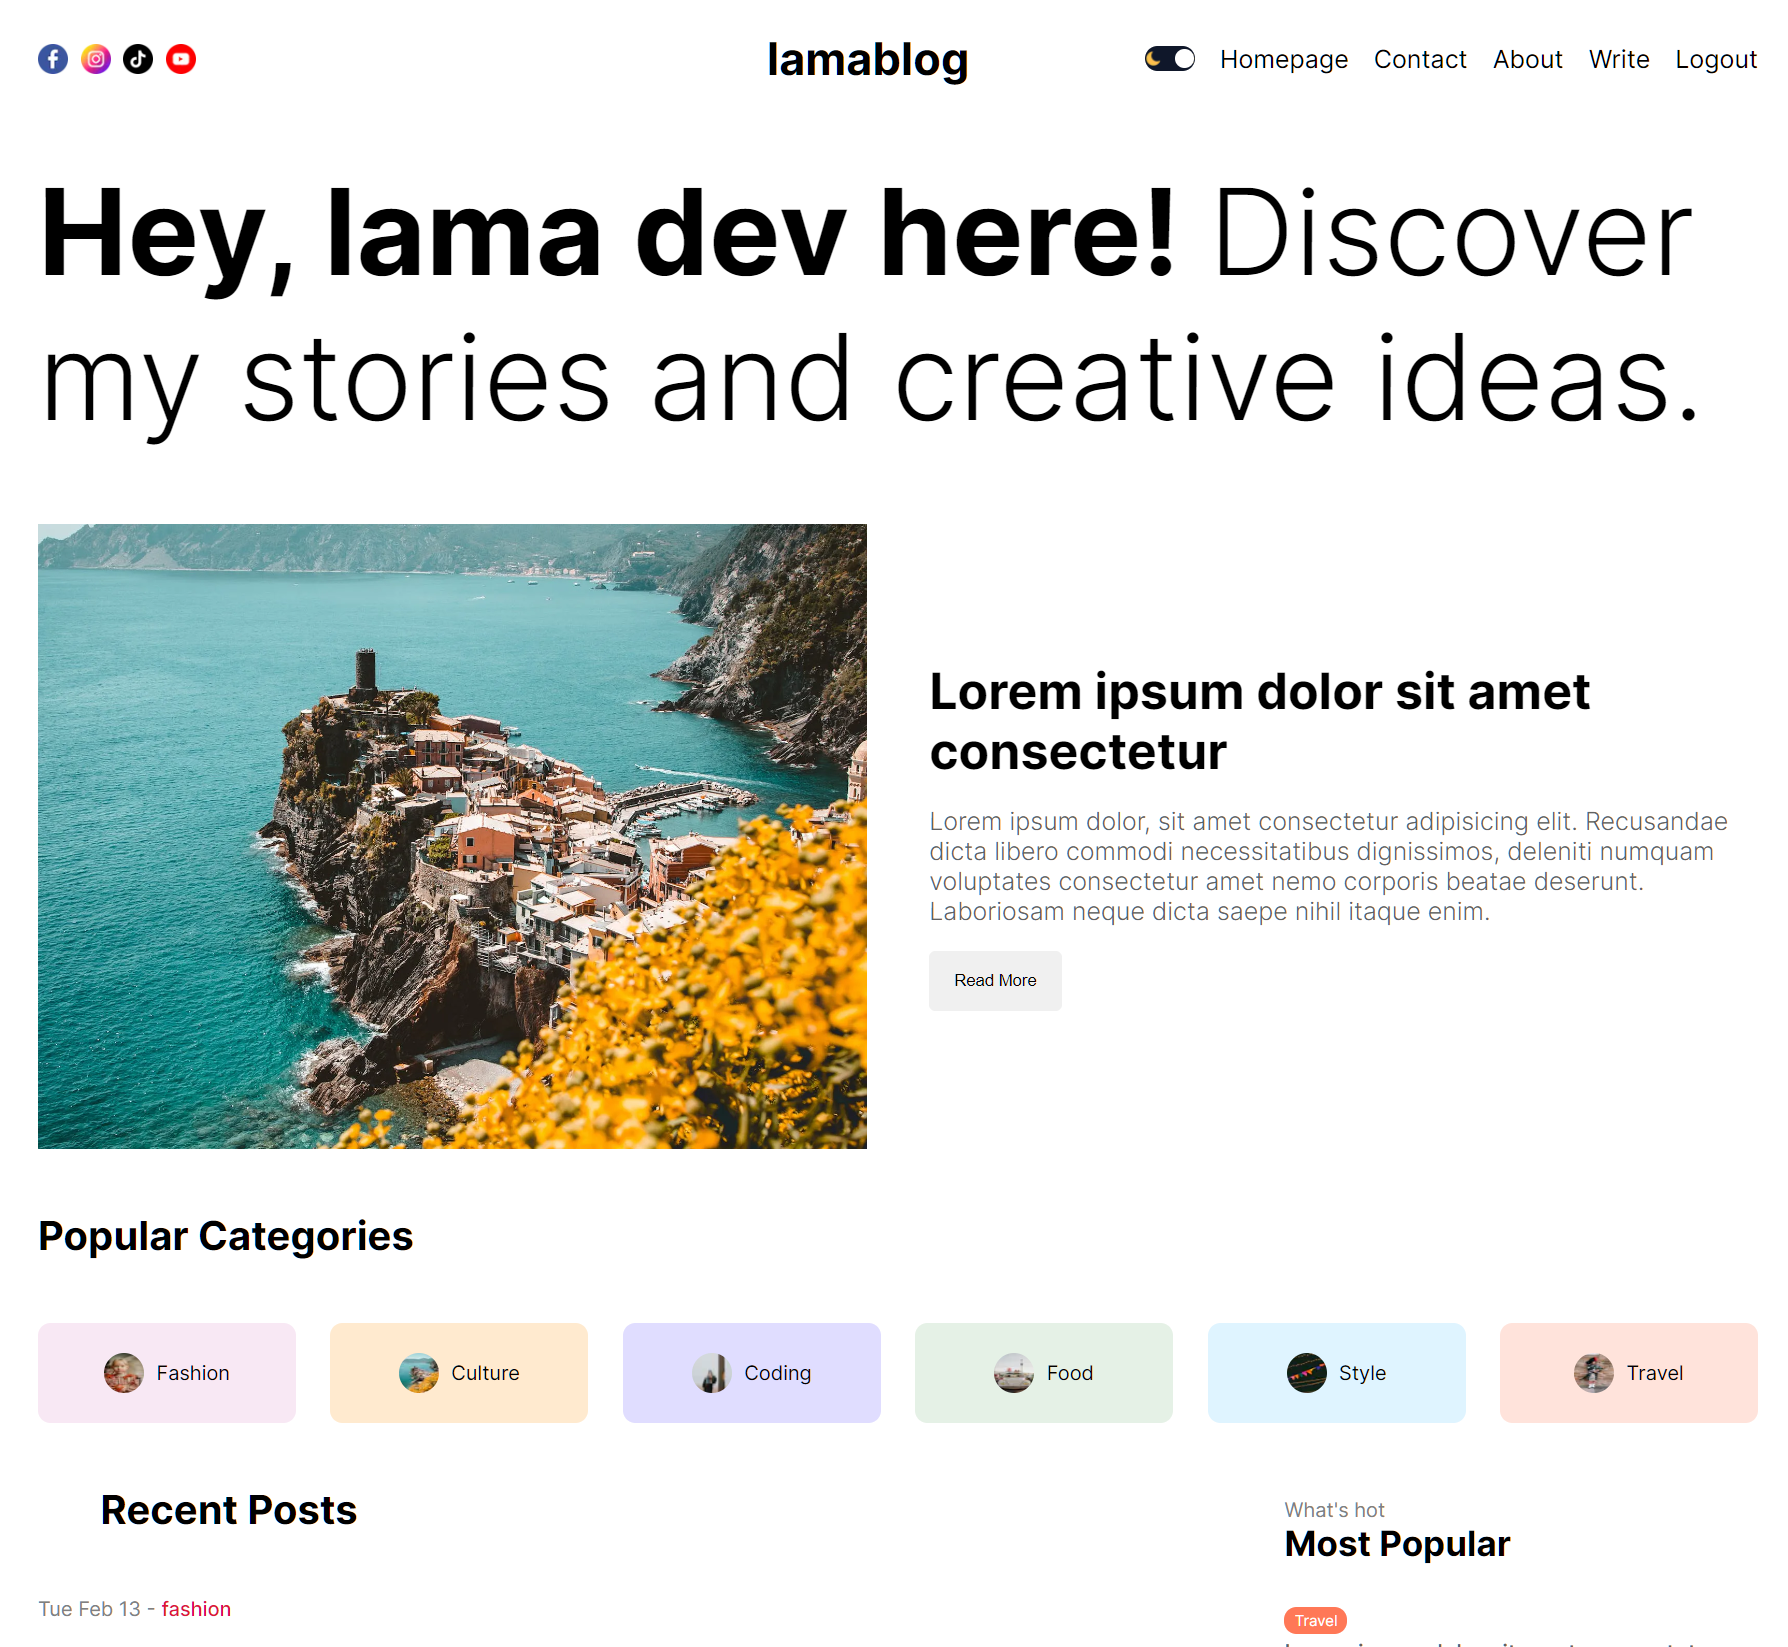 lamablog
Homepage Contact About Write Logout
Hey, lama dev here! Discover
my stories and creative ideas.
Lorem ipsum dolor sit amet
consectetur
Lorem ipsum dolor, sit amet consectetur adipisicing elit. Recusandae
dicta libero commodi necessitatibus dignissimos, deleniti numquam
voluptates consectetur amet nemo corporis beatae deserunt.
Laboriosam neque dicta saepe nihil itaque enim.
Read More
Popular Categories
Fashion
Culture
Coding
Food
Style
Travel
Recent Posts
Tue Feb 13 - fashion
What's hot
Most Popular
Travel